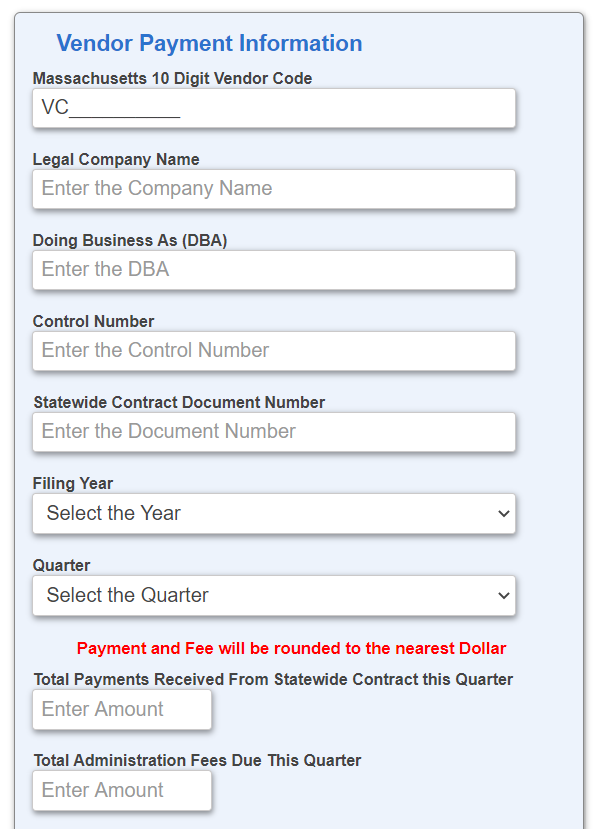 Vendor Payment Information
Massachusetts 10 Digit Vendor Code
VC__________
Legal Company Name
Enter the Company Name
Doing Business As (DBA)
Enter the DBA
Control Number
Enter the Control Number
Statewide Contract Document Number
Enter the Document Number
Filing Year
Select the Year
Quarter
Select the Quarter
Payment and Fee will be rounded to the nearest Dollar
Total Payments Received From Statewide Contract this Quarter
Enter Amount
Total Administration Fees Due This Quarter
Enter Amount